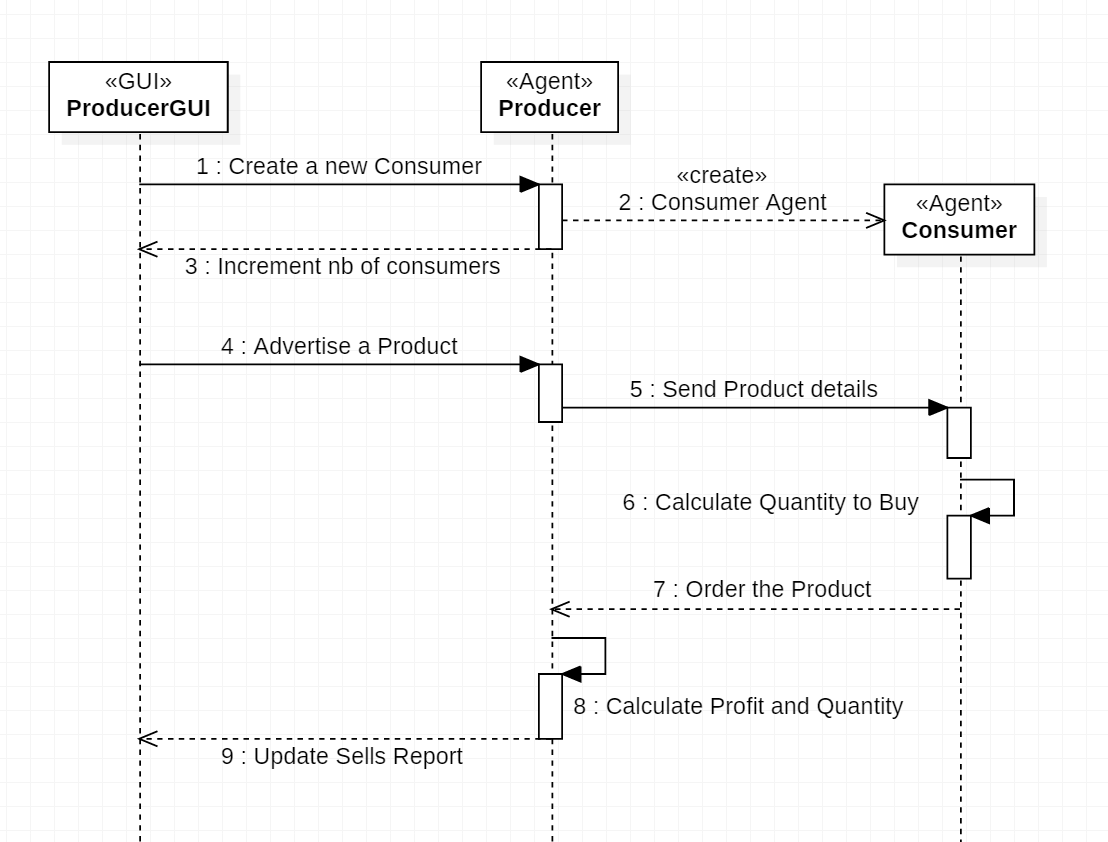 «GUI»
ProducerGUI
«Agent»
Producer
1 : Create a new Consumer
«create»
2 : Consumer Agent
«Agent»
Consumer
3 : Increment nb of consumers
4 : Advertise a Product
5 : Send Product details
6 : Calculate Quantity to Buy
7 : Order the Product
8 : Calculate Profit and Quantity
9 : Update Sells Report